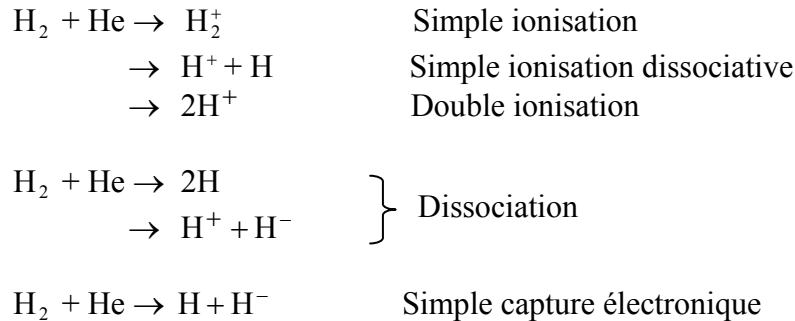 H₂ + He → H₂⁺ Simple ionisation
→ H⁺ + H Simple ionisation dissociative
→ 2H⁺ Double ionisation
H₂ + He → 2H
→ H⁺ + H⁻
Dissociation
H₂ + He → H + H⁻ Simple capture électronique